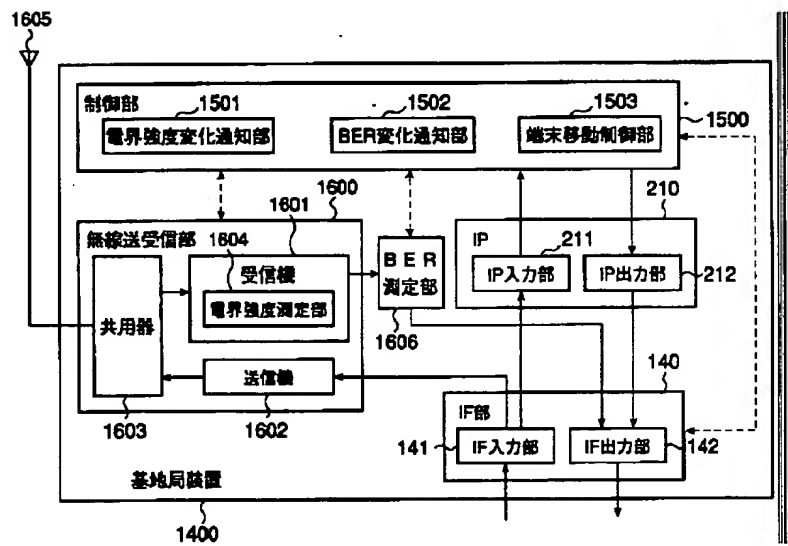 1605
制御部
1501
1502
1503
1500
電界強度変化通知部
BER変化通知部
端末移動制御部
1600
210
1601
無線送受信部
1604
受信機
電界強度測定部
BER
測定部
1606
IP
211
IP入力部
IP出力部
212
共用器
送信機
1603
1602
140
IF部
141
IF入力部
IF出力部
142
基地局装置
1400